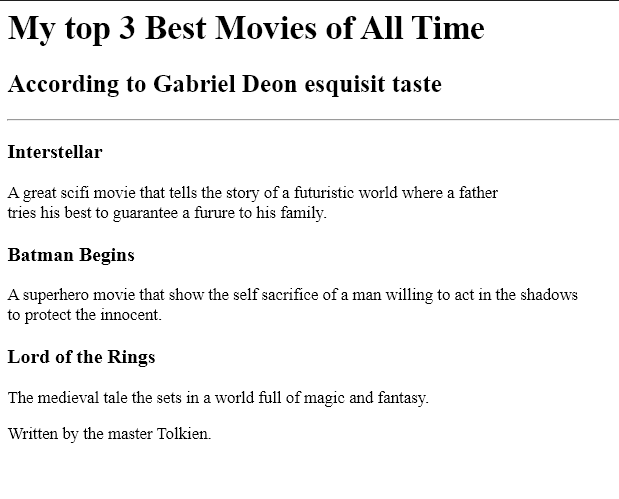 My top 3 Best Movies of All Time
According to Gabriel Deon esquisit taste
Interstellar
A great scifi movie that tells the story of a futuristic world where a father
tries his best to guarantee a furure to his family.
Batman Begins
A superhero movie that show the self sacrifice of a man willing to act in the shadows
to protect the innocent.
Lord of the Rings
The medieval tale the sets in a world full of magic and fantasy.
Written by the master Tolkien.